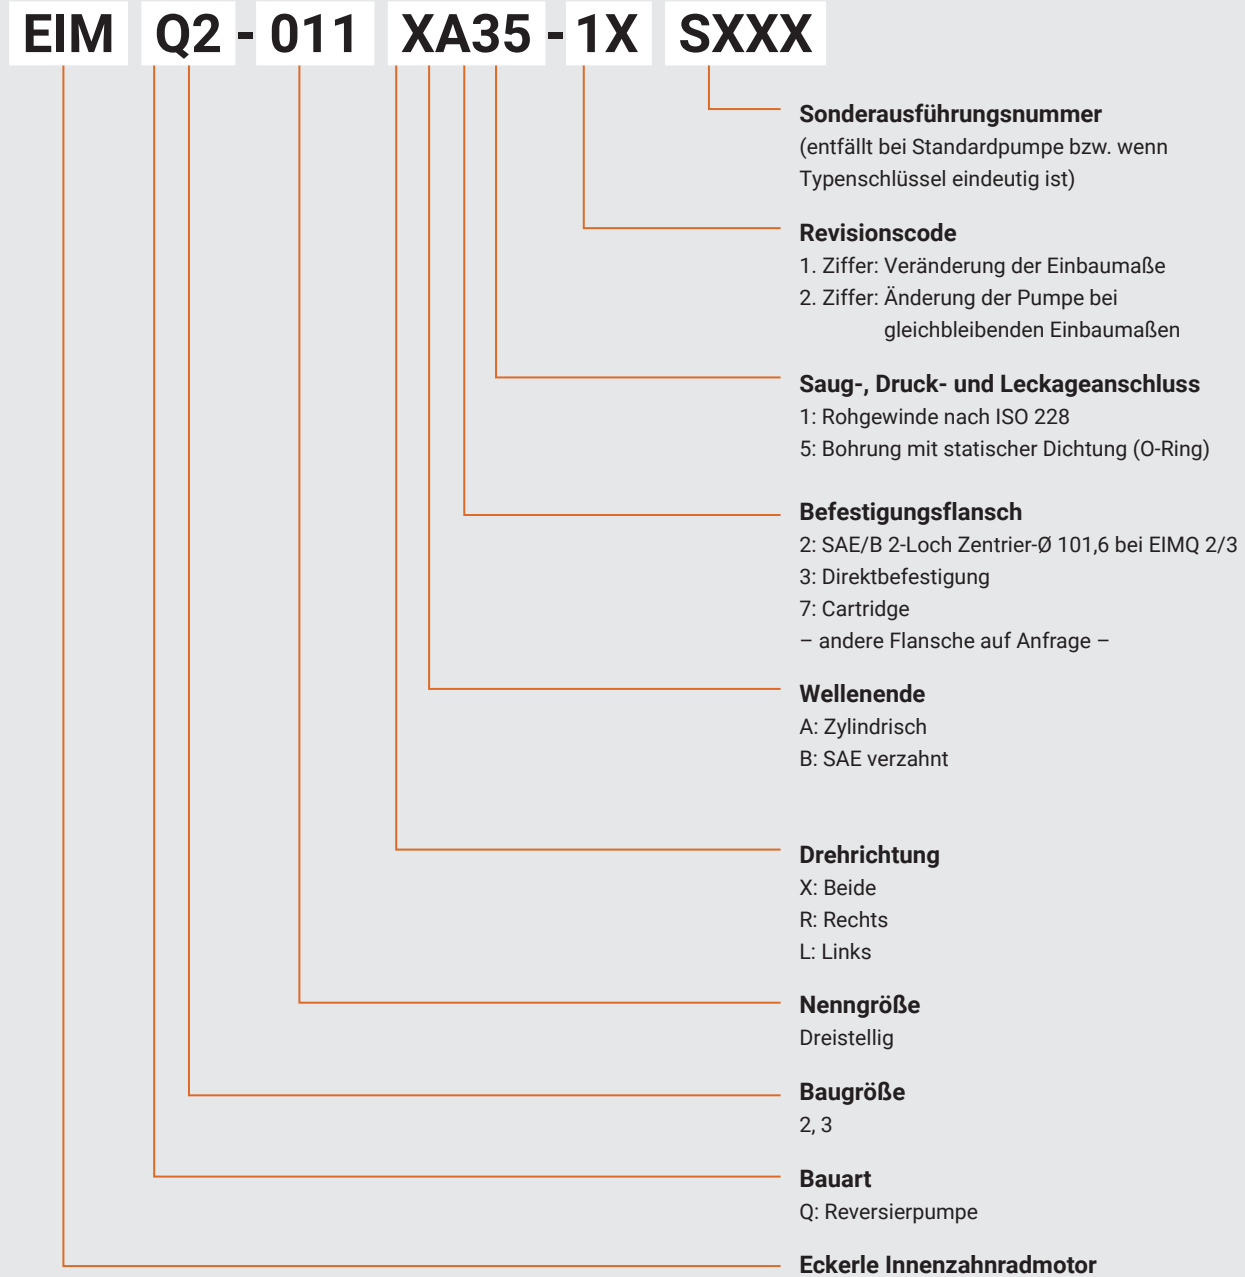 EIM Q2 - 011 XA35 - 1X SXXX
Sonderausführungsnummer
(entfällt bei Standardpumpe bzw. wenn
Typenschlüssel eindeutig ist)
Revisionscode
1. Ziffer: Veränderung der Einbaumaße
2. Ziffer: Änderung der Pumpe bei
gleichbleibenden Einbaumaßen
Saug-, Druck- und Leckageanschluss
1: Rohgewinde nach ISO 228
5: Bohrung mit statischer Dichtung (O-Ring)
Befestigungsflansch
2: SAE/B 2-Loch Zentrier-Ø 101,6 bei EIMQ 2/3
3: Direktbefestigung
7: Cartridge
– andere Flansche auf Anfrage –
Wellenende
A: Zylindrisch
B: SAE verzahnt
Drehrichtung
X: Beide
R: Rechts
L: Links
Nenngröße
Dreistellig
Baugröße
2, 3
Bauart
Q: Reversierpumpe
Eckerle Innenzahnradmotor